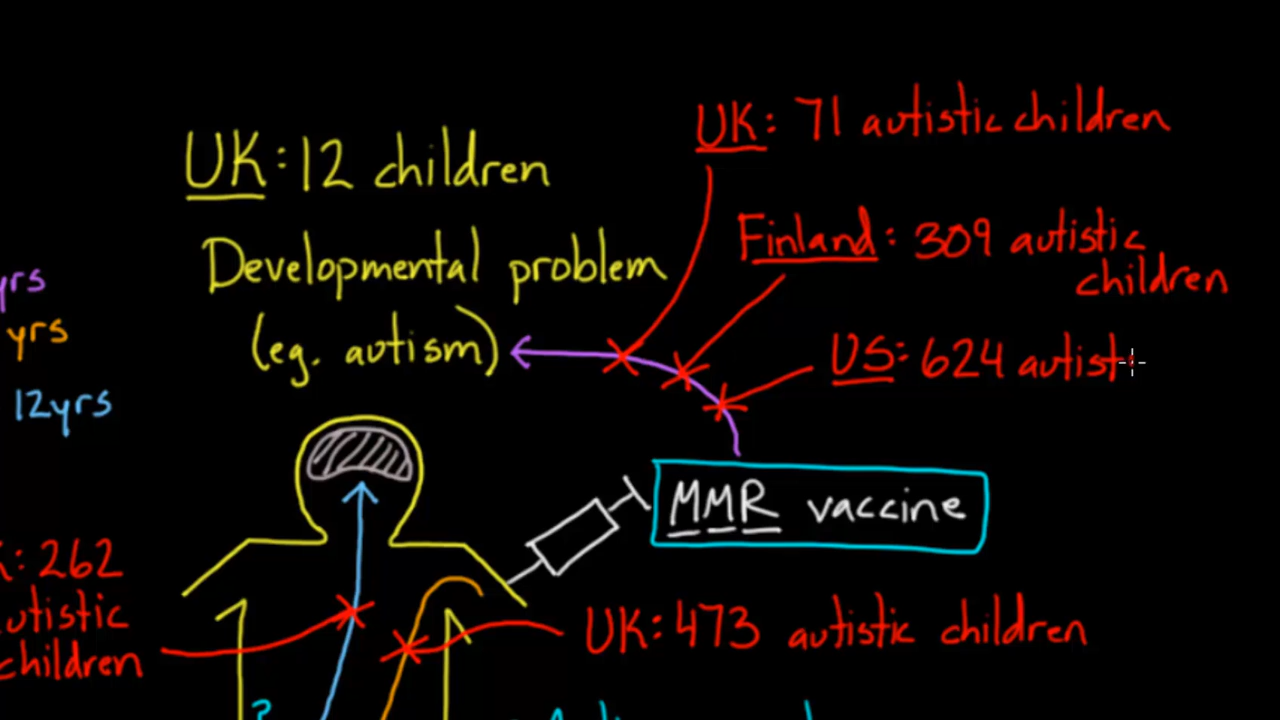 UK: 71 autistic children
UK: 12 children
Finland: 309 autistic
children
Developmental problem
(eg. autism)
US: 624 autist
yrs
yrs
12yrs
MMR vaccine
: 262
utistic
children
UK: 473 autistic children
?